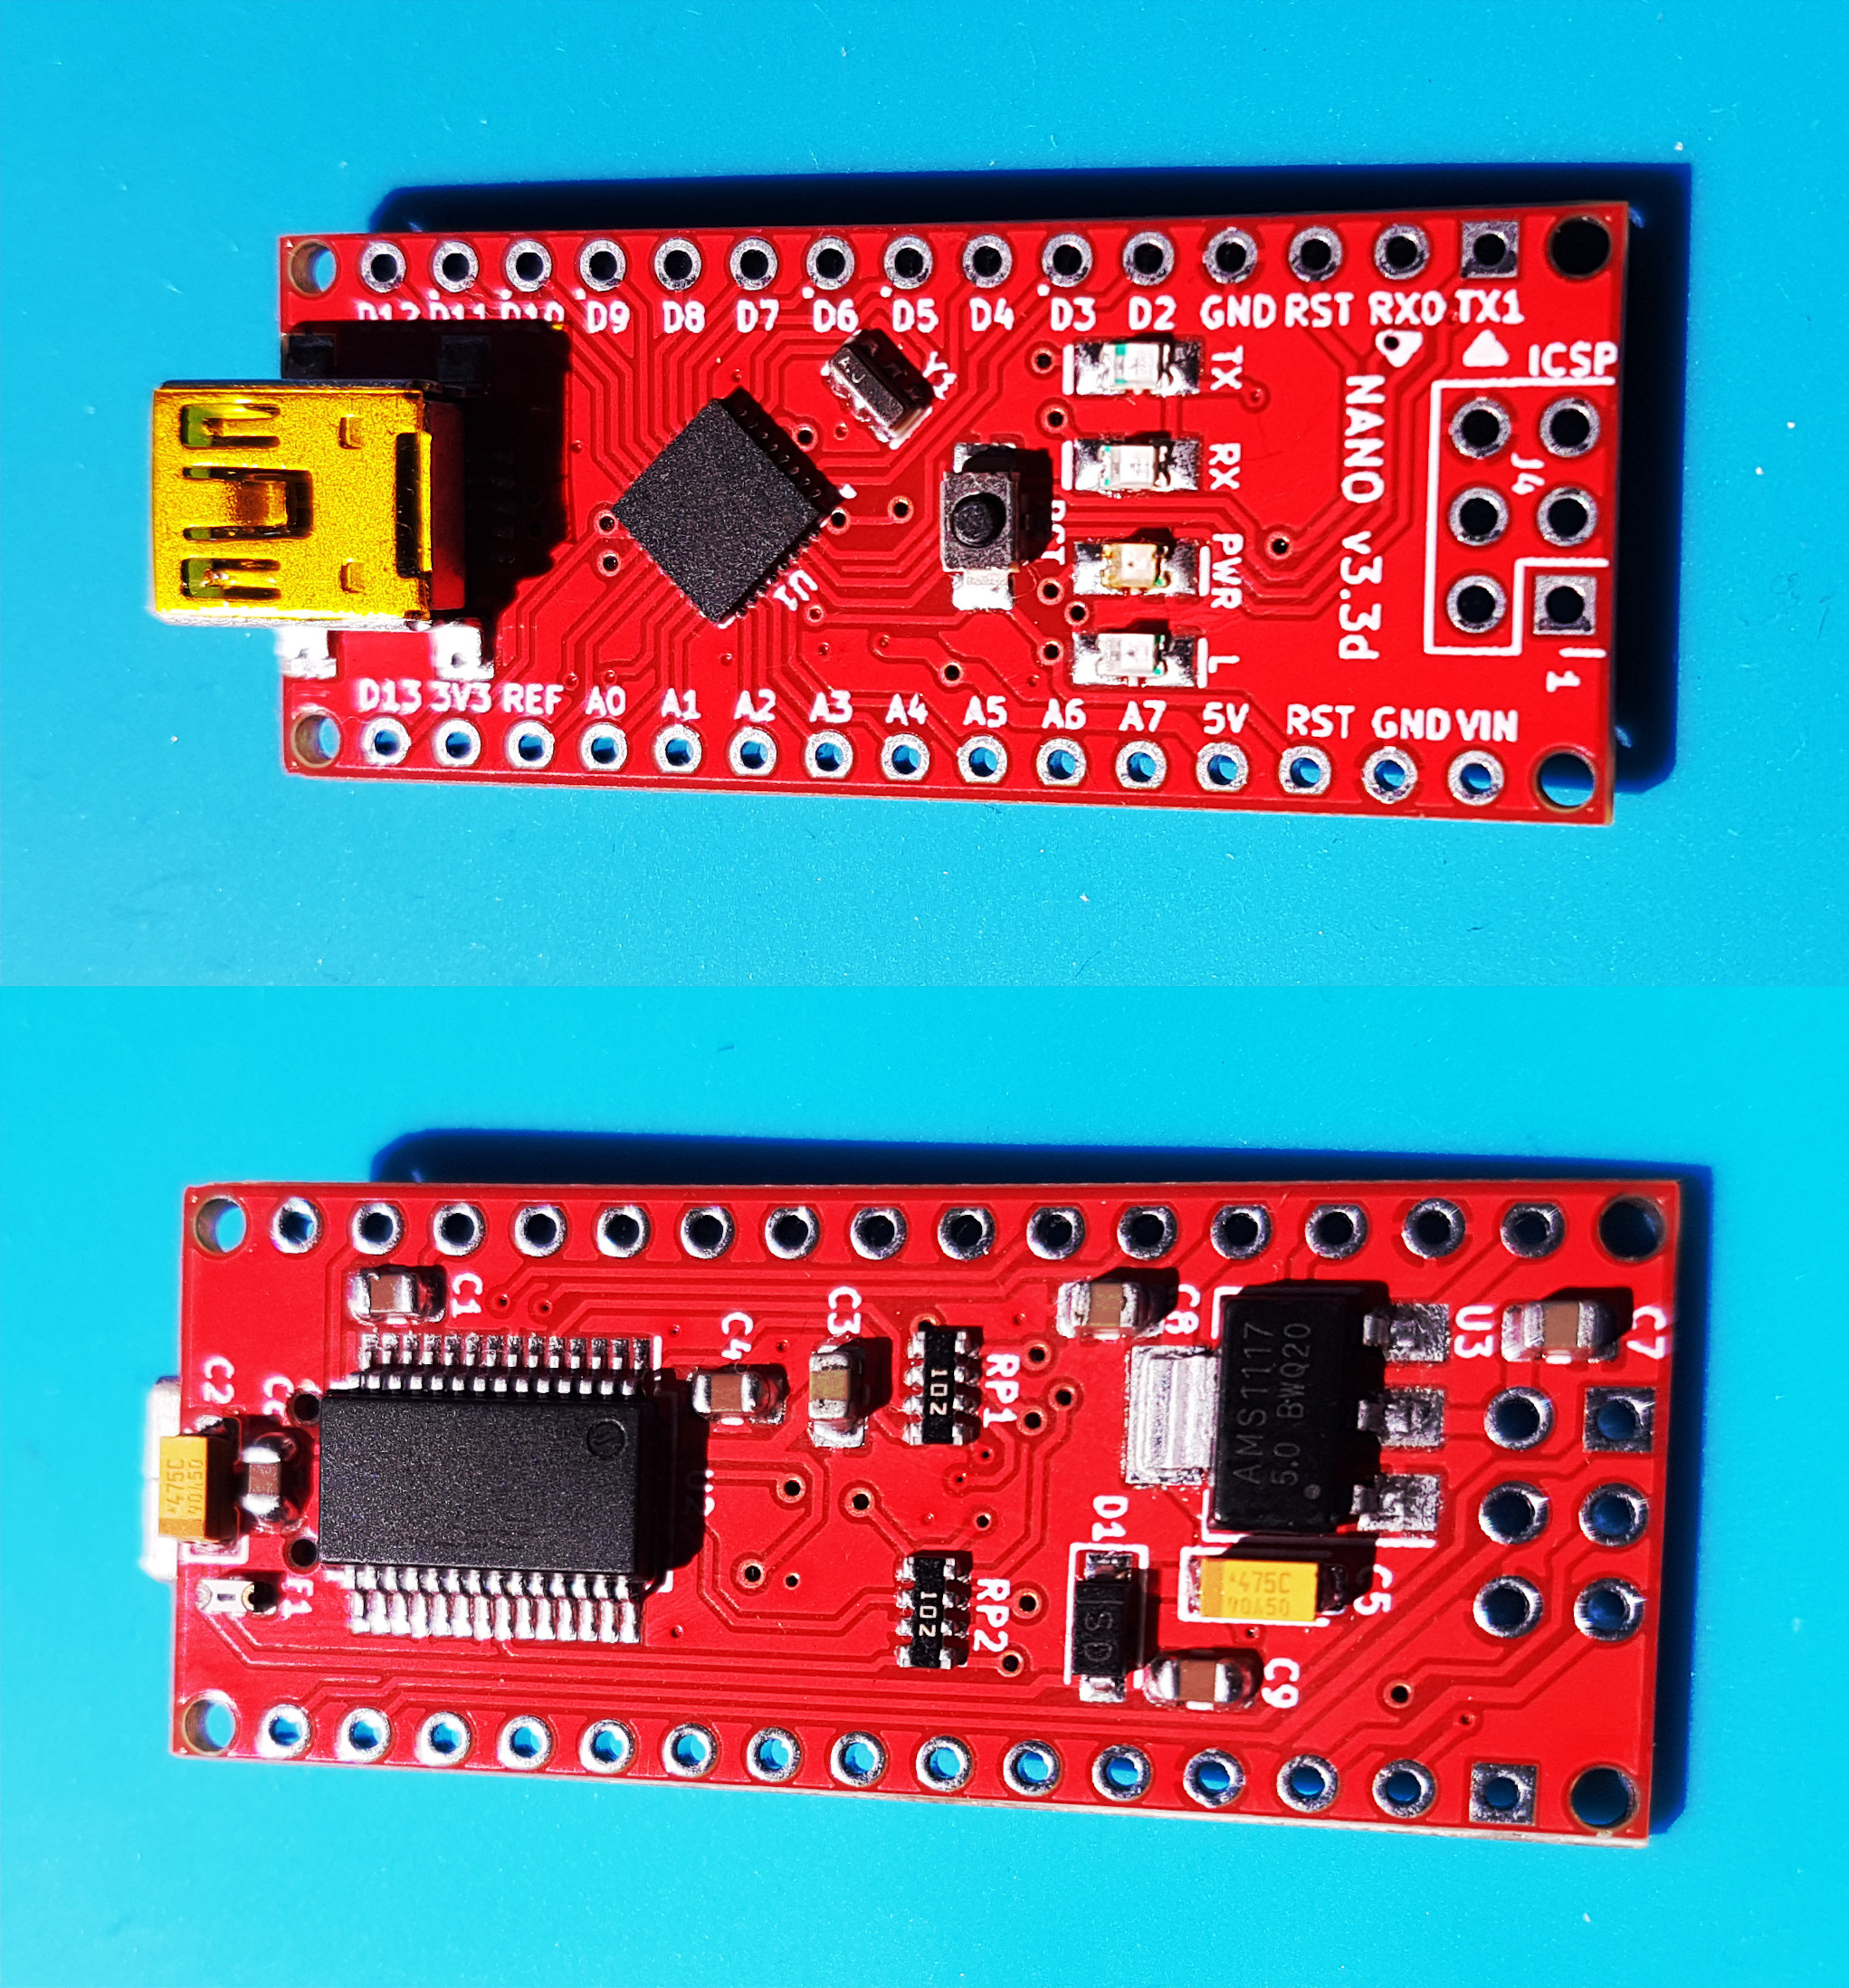 D12 D11 D10 D9 D8 D7 D6 D5 D4 D3 D2 GND RST RX0 TX1
ICSP
TX
RX
PWR
L
RST
U1
NANO v3.3d
J4
1
D13 3V3 REF A0 A1 A2 A3 A4 A5 A6 A7 5V RST GND VIN
C1
C2
C4
C3
C8
U3
C7
RP1
102
AMS1117
5.0 BWQ20
475C
F1
U2
RP2
102
D1
475C
C5
C9